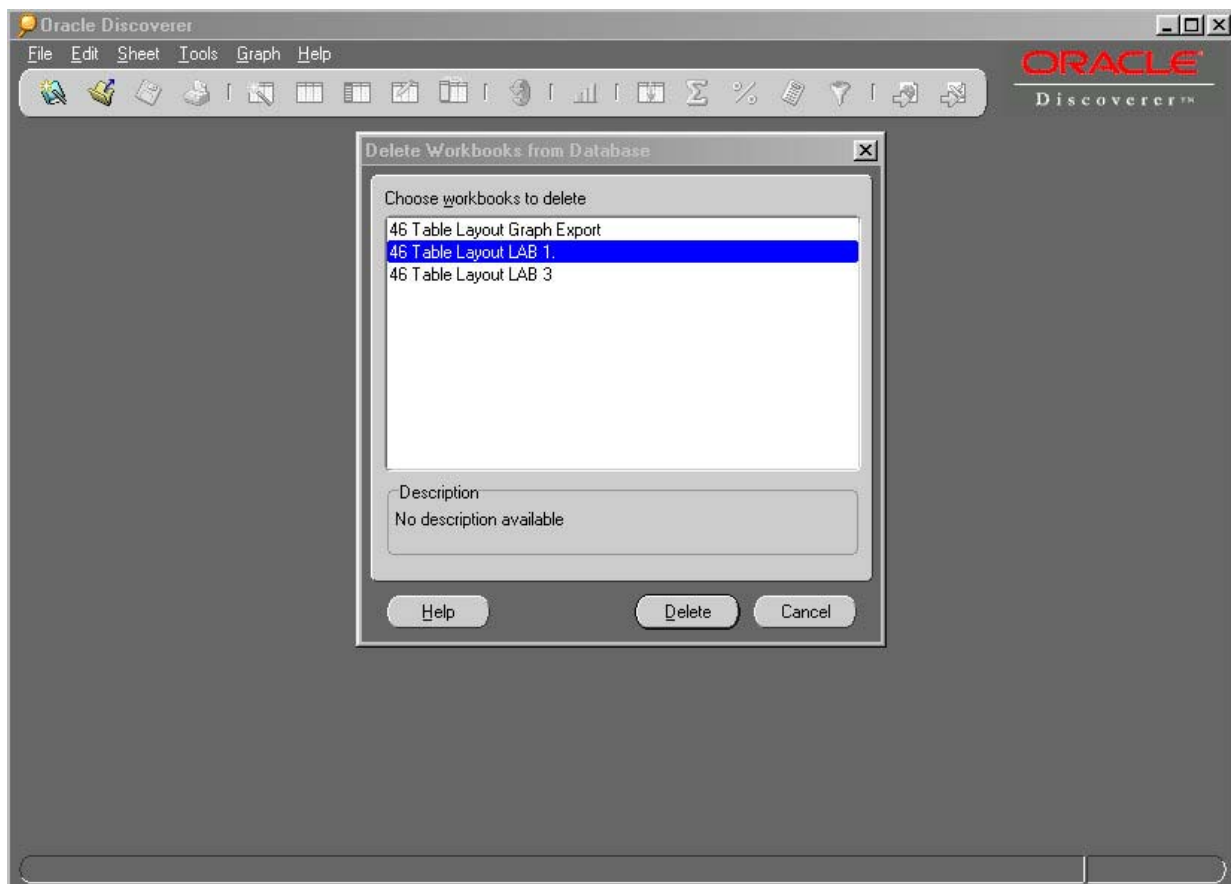 Oracle Discoverer
File Edit Sheet Tools Graph Help
ORACLE
Discoverer™
Delete Workbooks from Database
Choose workbooks to delete
46 Table Layout Graph Export
46 Table Layout LAB 1.
46 Table Layout LAB 3
Description
No description available
Help Delete Cancel